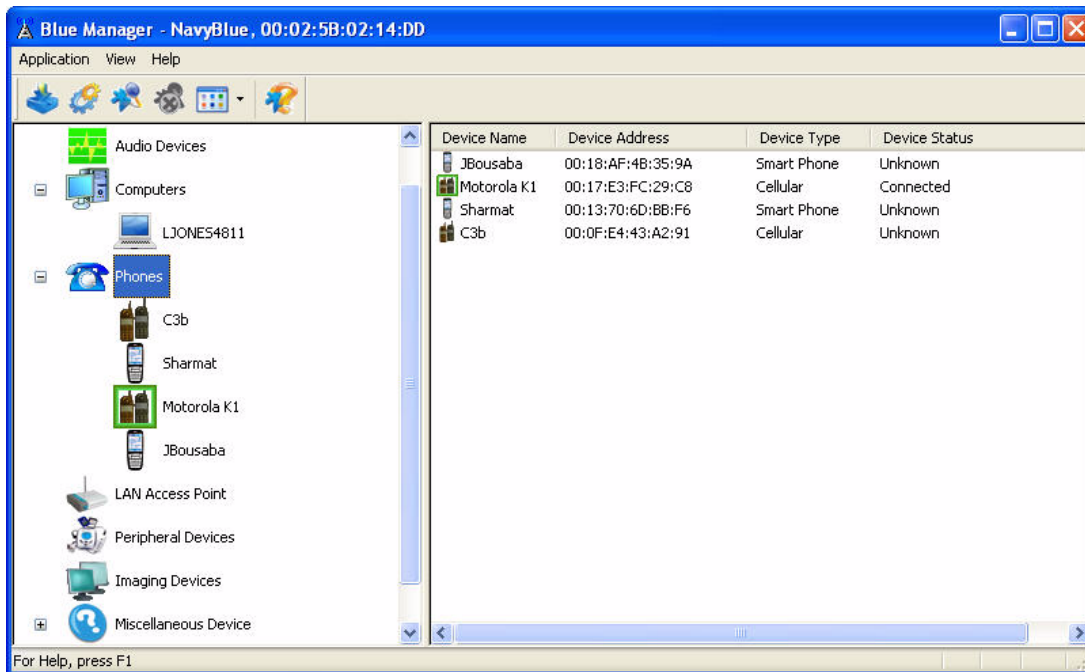 Blue Manager - NavyBlue, 00:02:5B:02:14:DD
Application View Help
Audio Devices
Computers
LJONES4811
Phones
C3b
Sharmat
Motorola K1
JBousaba
LAN Access Point
Peripheral Devices
Imaging Devices
Miscellaneous Device
Device Name Device Address Device Type Device Status
JBousaba 00:18:AF:4B:35:9A Smart Phone Unknown
Motorola K1 00:17:E3:FC:29:C8 Cellular Connected
Sharmat 00:13:70:6D:BB:F6 Smart Phone Unknown
C3b 00:0F:E4:43:A2:91 Cellular Unknown
For Help, press F1